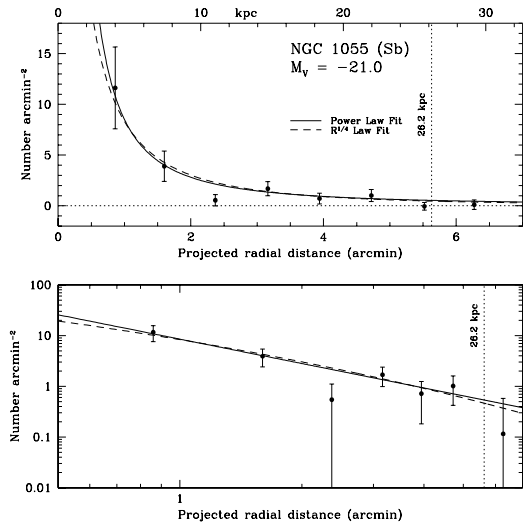 0 10 kpc 20 30
NGC 1055 (Sb)
M_V = −21.0
26.2 kpc
Power Law Fit
R^{1/4} Law Fit
Number arcmin⁻²
15
10
5
0
0 2 4 6
Projected radial distance (arcmin)
100
10
1
0.1
0.01
Number arcmin⁻²
26.2 kpc
1
Projected radial distance (arcmin)